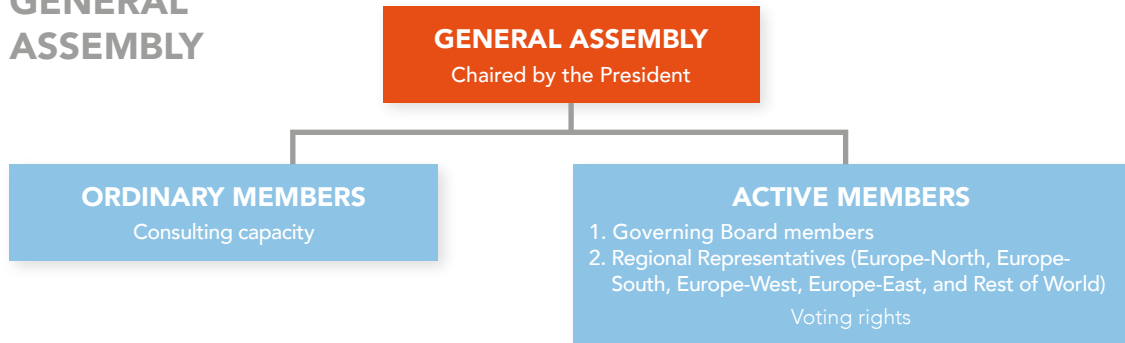 GENERAL
ASSEMBLY
GENERAL ASSEMBLY
Chaired by the President
ORDINARY MEMBERS
Consulting capacity
ACTIVE MEMBERS
1. Governing Board members
2. Regional Representatives (Europe-North, Europe-
South, Europe-West, Europe-East, and Rest of World)
Voting rights